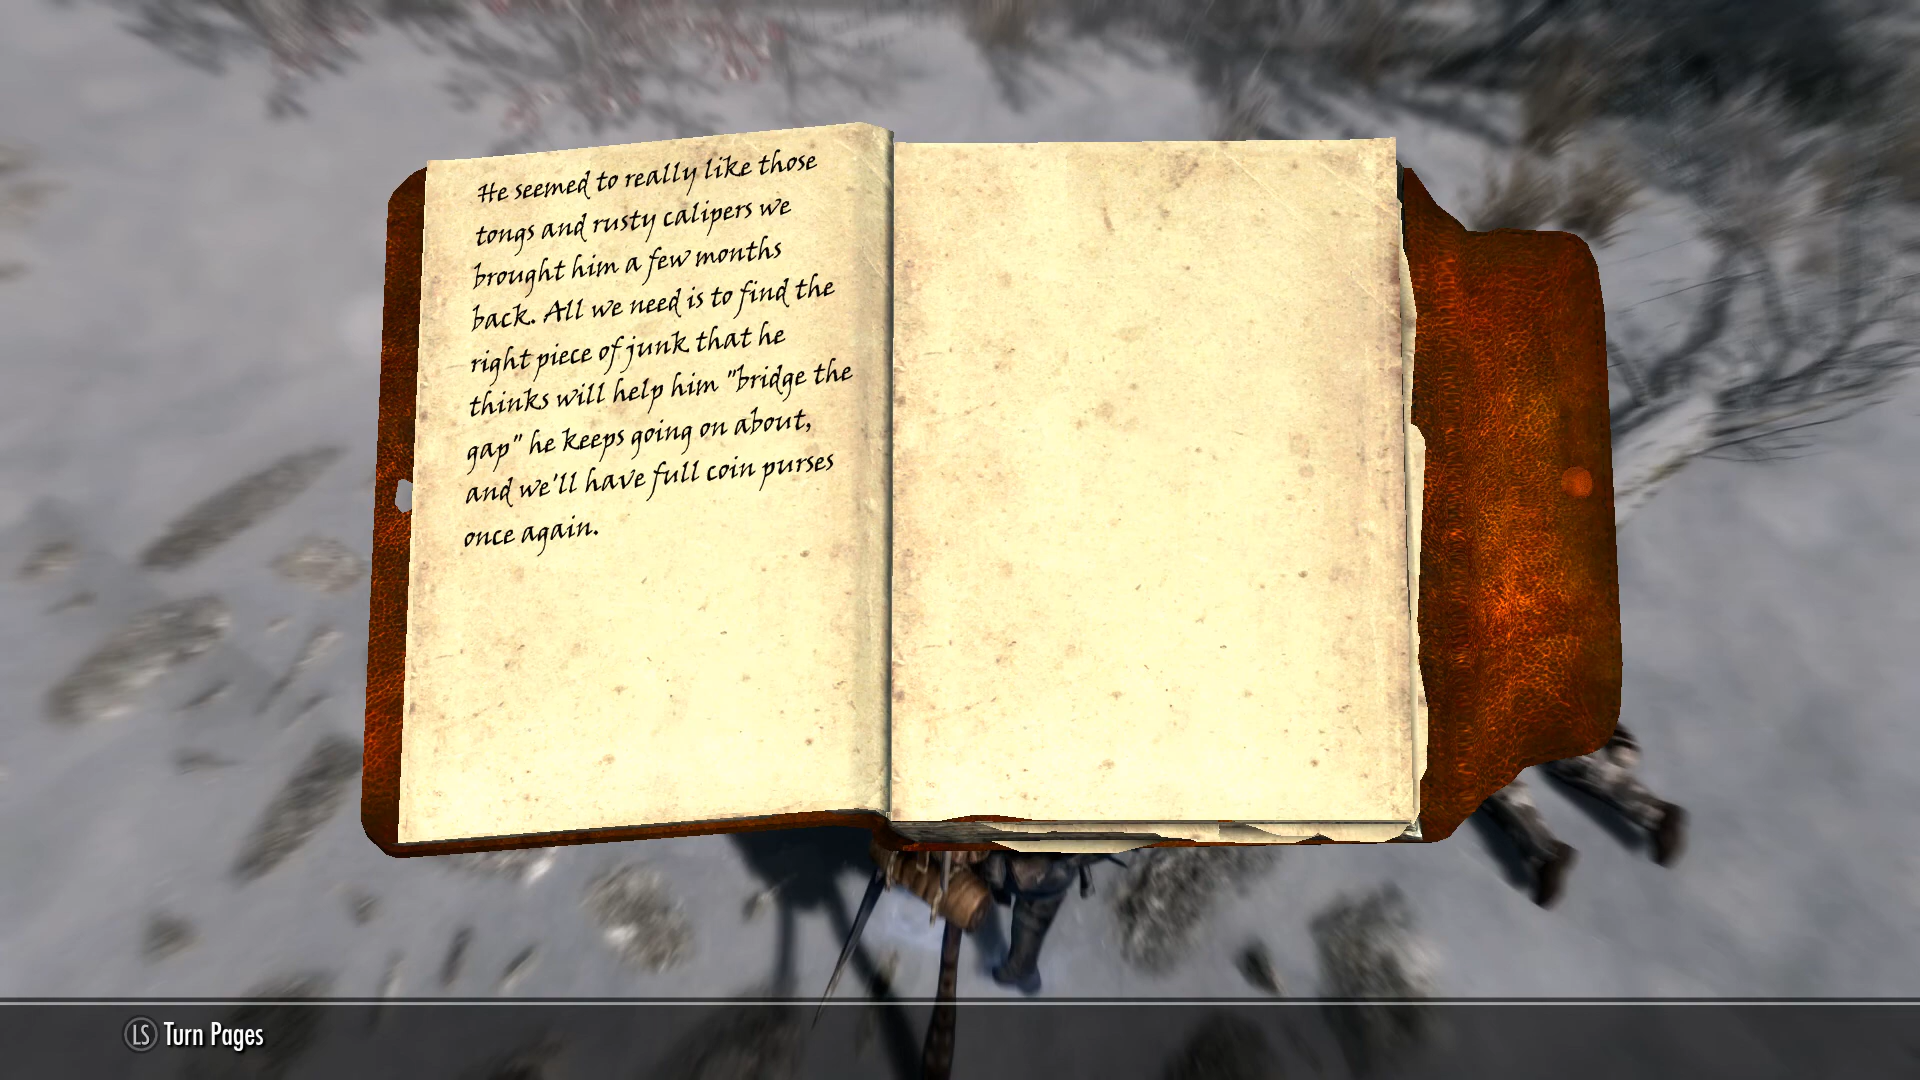 He seemed to really like those
tongs and rusty calipers we
brought him a few months
back. All we need is to find the
right piece of junk that he
thinks will help him "bridge the
gap" he keeps going on about,
and we'll have full coin purses
once again.
LS Turn Pages